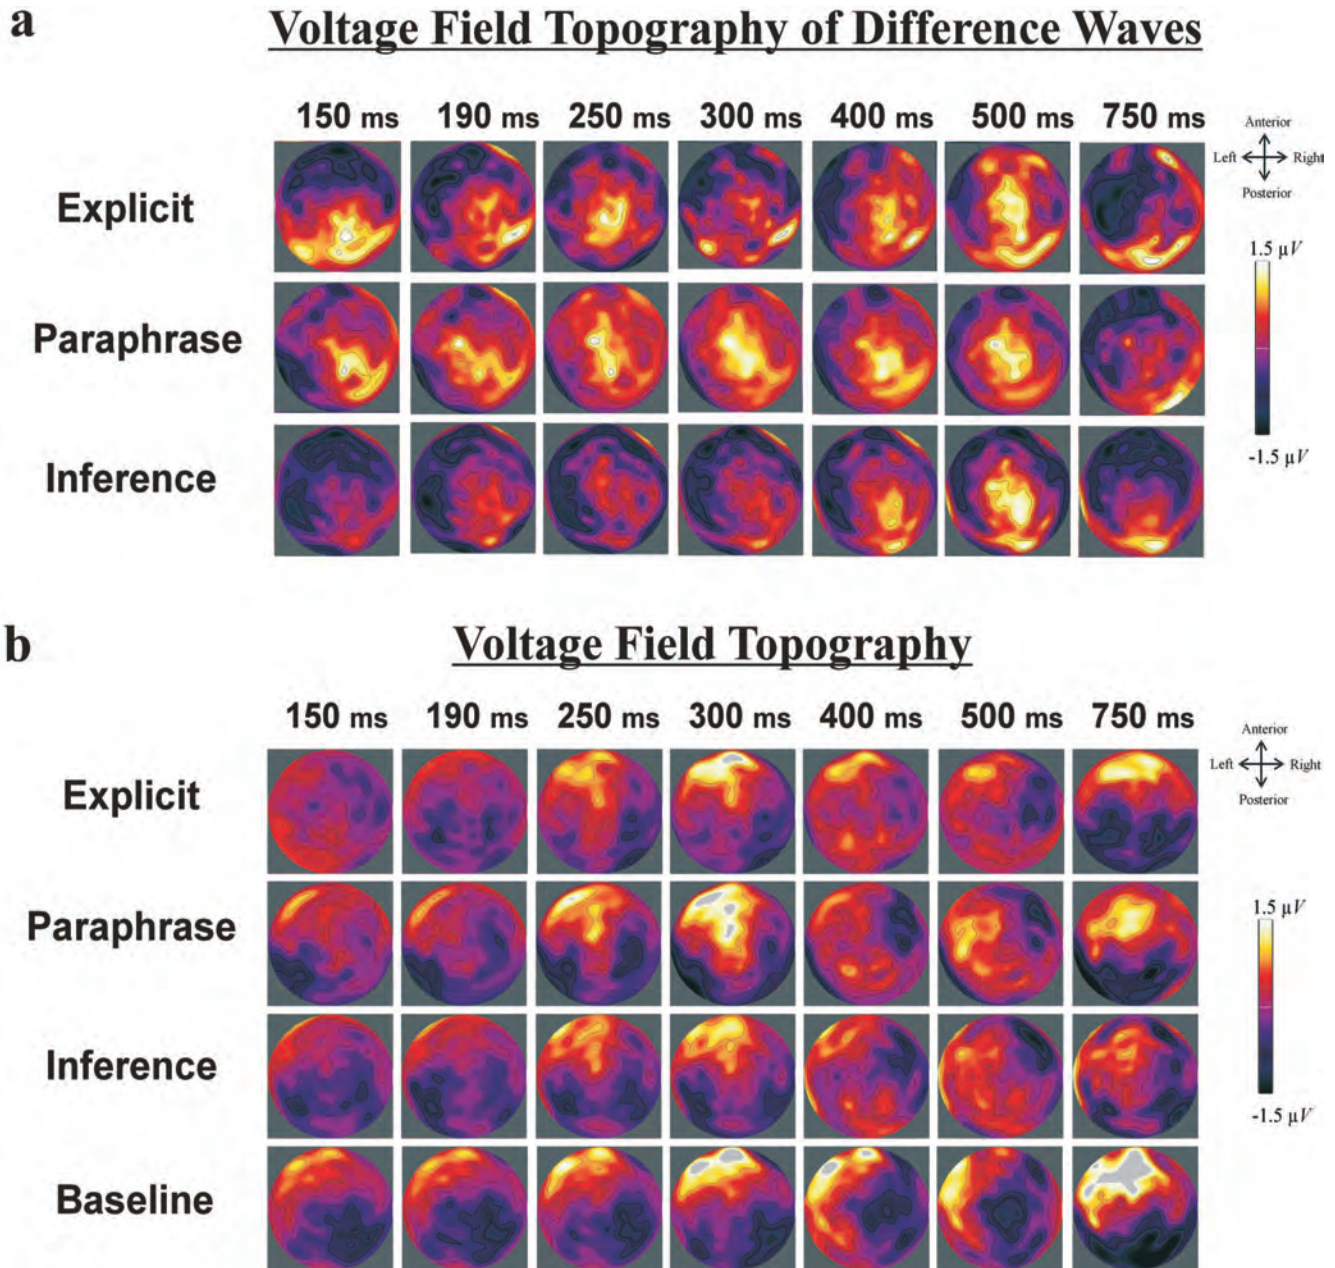 a
Voltage Field Topography of Difference Waves
150 ms 190 ms 250 ms 300 ms 400 ms 500 ms 750 ms
Anterior
Left Right
Posterior
Explicit
1.5 µV
Paraphrase
-1.5 µV
Inference
b
Voltage Field Topography
150 ms 190 ms 250 ms 300 ms 400 ms 500 ms 750 ms
Anterior
Left Right
Posterior
Explicit
1.5 µV
Paraphrase
Inference
-1.5 µV
Baseline